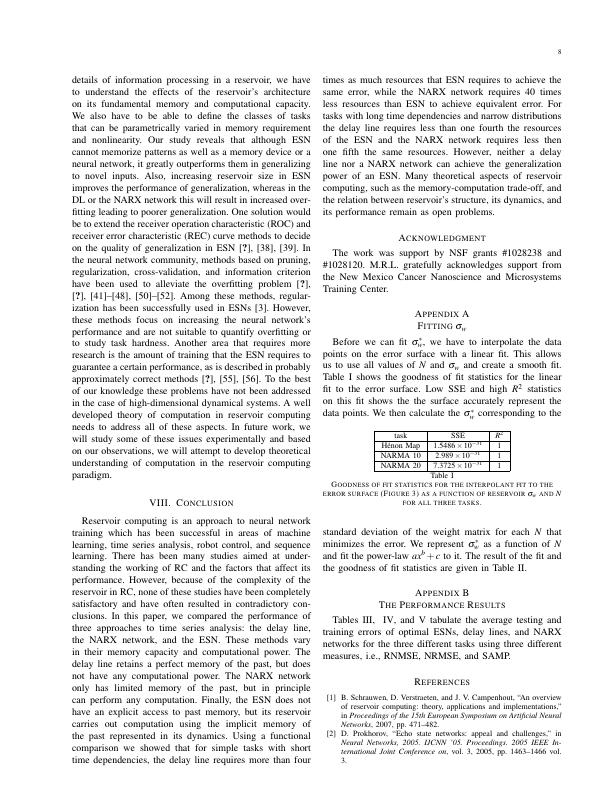 8
details of information processing in a reservoir, we have
to understand the effects of the reservoir's architecture
on its fundamental memory and computational capacity.
We also have to be able to define the classes of tasks
that can be parametrically varied in memory requirement
and nonlinearity. Our study reveals that although ESN
cannot memorize patterns as well as a memory device or a
neural network, it greatly outperforms them in generalizing
to novel inputs. Also, increasing reservoir size in ESN
improves the performance of generalization, whereas in the
DL or the NARX network this will result in increased over-
fitting leading to poorer generalization. One solution would
be to extend the receiver operation characteristic (ROC) and
receiver error characteristic (REC) curve methods to decide
on the quality of generalization in ESN [?], [38], [39]. In
the neural network community, methods based on pruning,
regularization, cross-validation, and information criterion
have been used to alleviate the overfitting problem [?],
[?], [41]–[48], [50]–[52]. Among these methods, regular-
ization has been successfully used in ESNs [3]. However,
these methods focus on increasing the neural network's
performance and are not suitable to quantify overfitting or
to study task hardness. Another area that requires more
research is the amount of training that the ESN requires to
guarantee a certain performance, as is described in probably
approximately correct methods [?], [55], [56]. To the best
of our knowledge these problems have not been addressed
in the case of high-dimensional dynamical systems. A well
developed theory of computation in reservoir computing
needs to address all of these aspects. In future work, we
will study some of these issues experimentally and based
on our observations, we will attempt to develop theoretical
understanding of computation in the reservoir computing
paradigm.
VIII. CONCLUSION
Reservoir computing is an approach to neural network
training which has been successful in areas of machine
learning, time series analysis, robot control, and sequence
learning. There has been many studies aimed at under-
standing the working of RC and the factors that affect its
performance. However, because of the complexity of the
reservoir in RC, none of these studies have been completely
satisfactory and have often resulted in contradictory con-
clusions. In this paper, we compared the performance of
three approaches to time series analysis: the delay line,
the NARX network, and the ESN. These methods vary
in their memory capacity and computational power. The
delay line retains a perfect memory of the past, but does
not have any computational power. The NARX network
only has limited memory of the past, but in principle
can perform any computation. Finally, the ESN does not
have an explicit access to past memory, but its reservoir
carries out computation using the implicit memory of
the past represented in its dynamics. Using a functional
comparison we showed that for simple tasks with short
time dependencies, the delay line requires more than four
times as much resources that ESN requires to achieve the
same error, while the NARX network requires 40 times
less resources than ESN to achieve equivalent error. For
tasks with long time dependencies and narrow distributions
the delay line requires less than one fourth the resources
of the ESN and the NARX network requires less then
one fifth the same resources. However, neither a delay
line nor a NARX network can achieve the generalization
power of an ESN. Many theoretical aspects of reservoir
computing, such as the memory-computation trade-off, and
the relation between reservoir's structure, its dynamics, and
its performance remain as open problems.
ACKNOWLEDGMENT
The work was support by NSF grants #1028238 and
#1028120. M.R.L. gratefully acknowledges support from
the New Mexico Cancer Nanoscience and Microsystems
Training Center.
APPENDIX A
FITTING σw
Before we can fit σ*w, we have to interpolate the data
points on the error surface with a linear fit. This allows
us to use all values of N and σw and create a smooth fit.
Table I shows the goodness of fit statistics for the linear
fit to the error surface. Low SSE and high R² statistics
on this fit shows the the surface accurately represent the
data points. We then calculate the σ*w corresponding to the
task SSE R²
Hénon Map 1.5486×10⁻³¹ 1
NARMA 10 2.989×10⁻³¹ 1
NARMA 20 7.3725×10⁻³¹ 1
Table I
GOODNESS OF FIT STATISTICS FOR THE INTERPOLANT FIT TO THE
ERROR SURFACE (FIGURE 3) AS A FUNCTION OF RESERVOIR σw AND N
FOR ALL THREE TASKS.
standard deviation of the weight matrix for each N that
minimizes the error. We represent σ*w as a function of N
and fit the power-law ax^b + c to it. The result of the fit and
the goodness of fit statistics are given in Table II.
APPENDIX B
THE PERFORMANCE RESULTS
Tables III, IV, and V tabulate the average testing and
training errors of optimal ESNs, delay lines, and NARX
networks for the three different tasks using three different
measures, i.e., RNMSE, NRMSE, and SAMP.
REFERENCES
[1] B. Schrauwen, D. Verstraeten, and J. V. Campenhout, “An overview
of reservoir computing: theory, applications and implementations,”
in Proceedings of the 15th European Symposium on Artificial Neural
Networks, 2007, pp. 471–482.
[2] D. Prokhorov, “Echo state networks: appeal and challenges,” in
Neural Networks, 2005. IJCNN ’05. Proceedings. 2005 IEEE In-
ternational Joint Conference on, vol. 3, 2005, pp. 1463–1466 vol.
3.